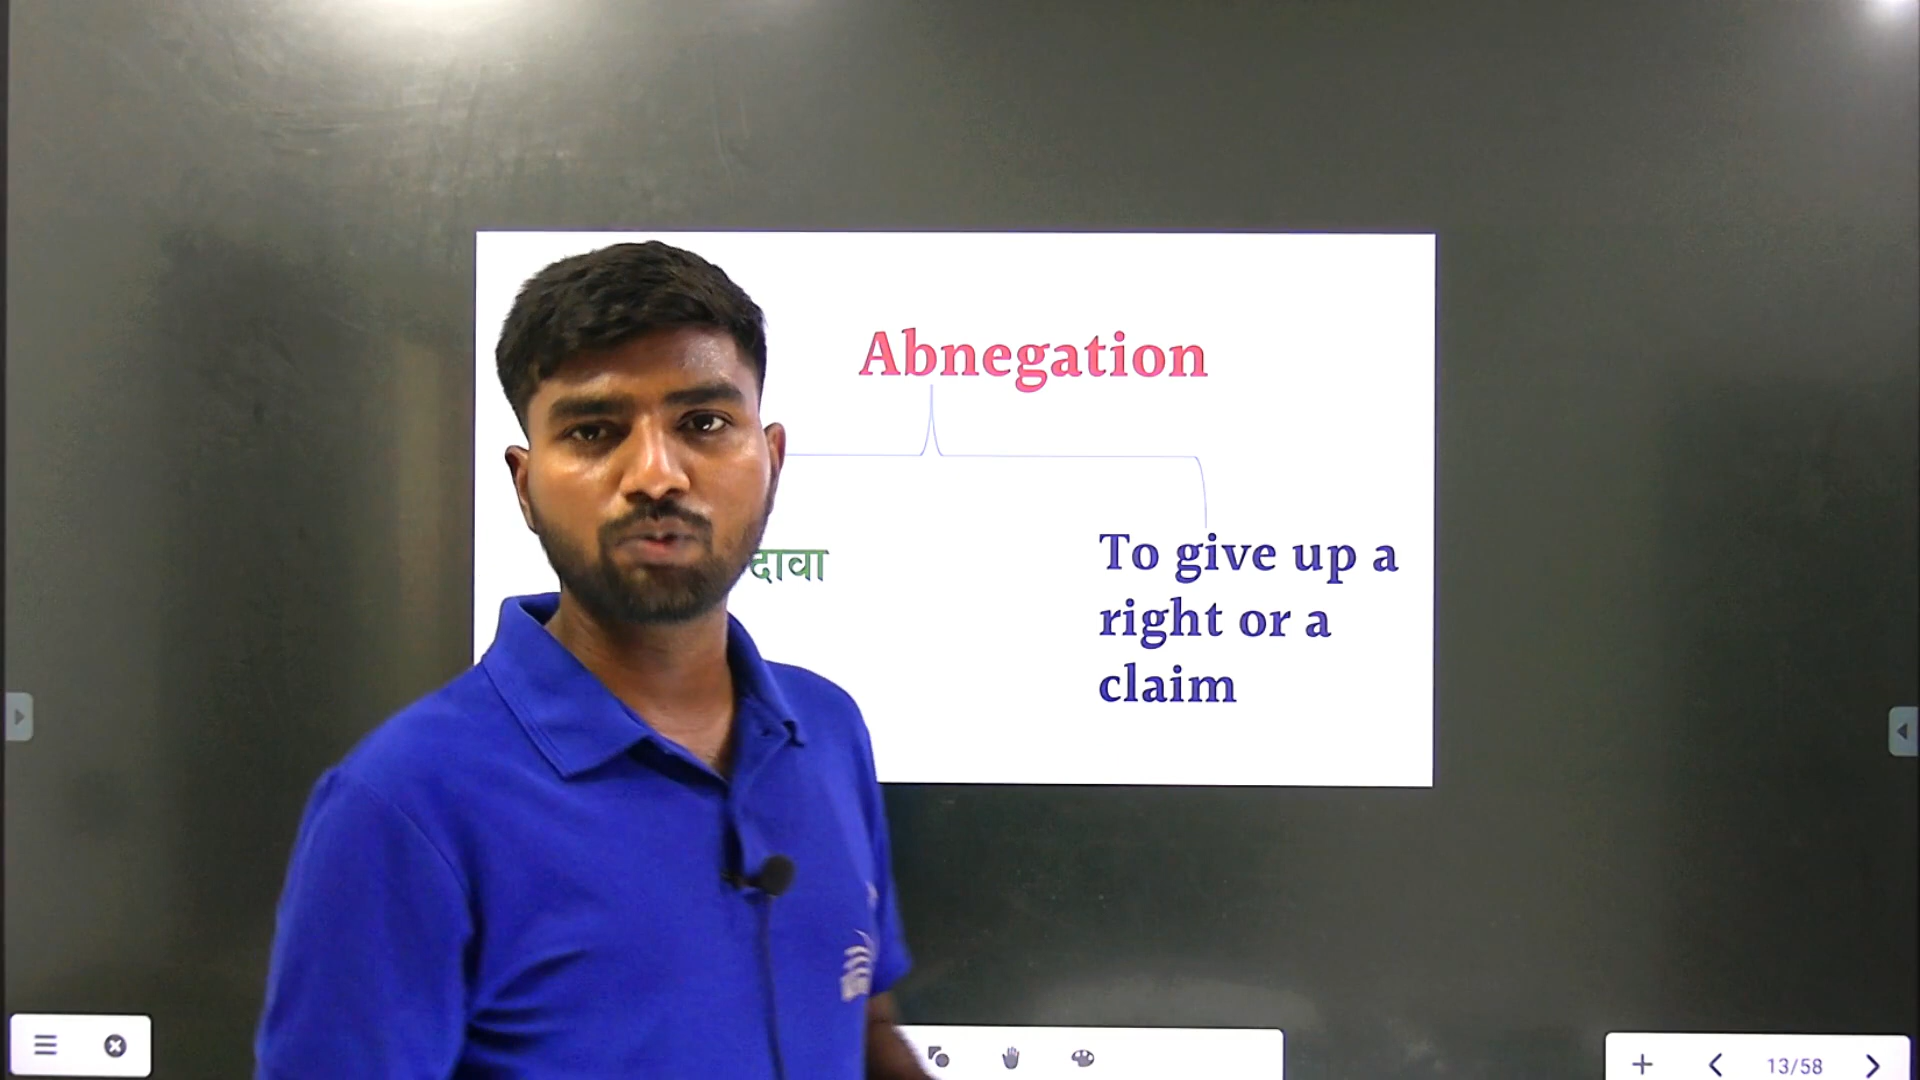 Abnegation
दावा
To give up a
right or a
claim
13/58